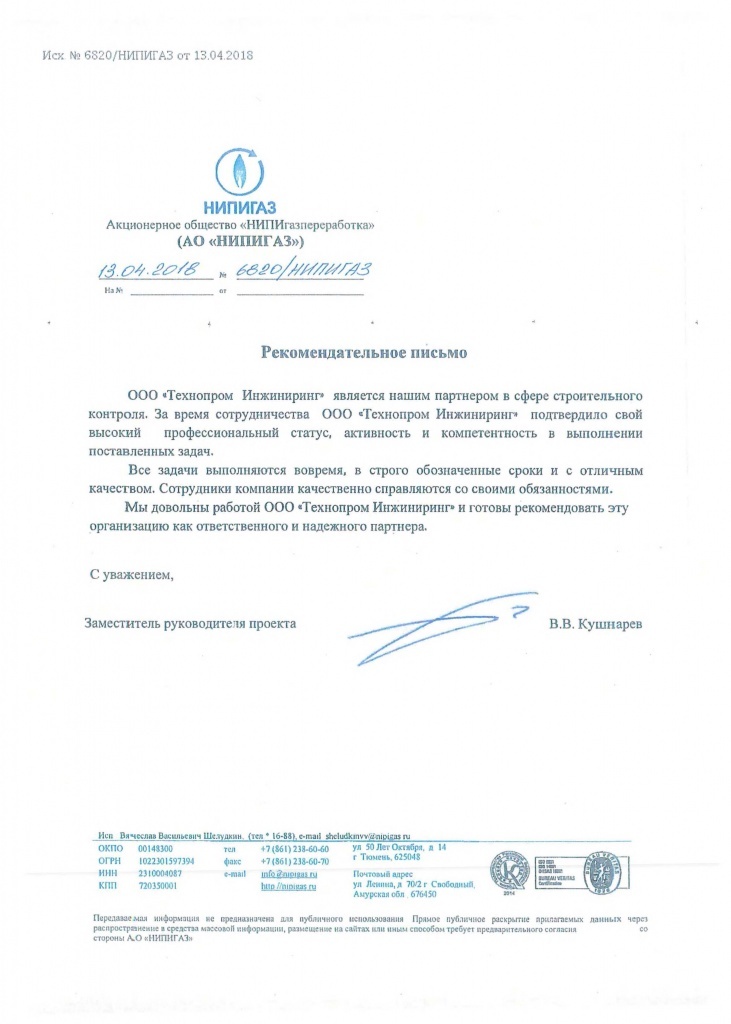 Исх. № 6820/НИПИГАЗ от 13.04.2018
НИПИГАЗ
Акционерное общество «НИПИгазпереработка»
(АО «НИПИГАЗ»)
13.04.2018 № 6820/НИПИГАЗ
На № от
Рекомендательное письмо
ООО «Технопром Инжиниринг» является нашим партнером в сфере строительного
контроля. За время сотрудничества ООО «Технопром Инжиниринг» подтвердило свой
высокий профессиональный статус, активность и компетентность в выполнении
поставленных задач.
Все задачи выполняются вовремя, в строго обозначенные сроки и с отличным
качеством. Сотрудники компании качественно справляются со своими обязанностями.
Мы довольны работой ООО «Технопром Инжиниринг» и готовы рекомендовать эту
организацию как ответственного и надежного партнера.
С уважением,
Заместитель руководителя проекта В.В. Кушнарев
Исп Вячеслав Васильевич Шелудкин, (тел * 16-88), e-mail sheludkinvv@nipigas ru
ОКПО 00148300 тел +7 (861) 238-60-60 ул 50 Лет Октября, д 14
ОГРН 1022301597394 факс +7 (861) 238-60-70 г Тюмень, 625048
ИНН 2310004087 e-mail info@nipigas ru Почтовый адрес
КПП 720350001 http://nipigas ru ул Ленина, д 70/2 г Свободный,
Амурская обл 676450
2014
BUREAU VERITAS
Certification
BUREAU VERITAS
1828
Передаваемая информация не предназначена для публичного использования Прямое публичное раскрытие прилагаемых данных через
распространение в средства массовой информации, размещение на сайтах или иным способом требует предварительного согласия со
стороны АО «НИПИГАЗ»